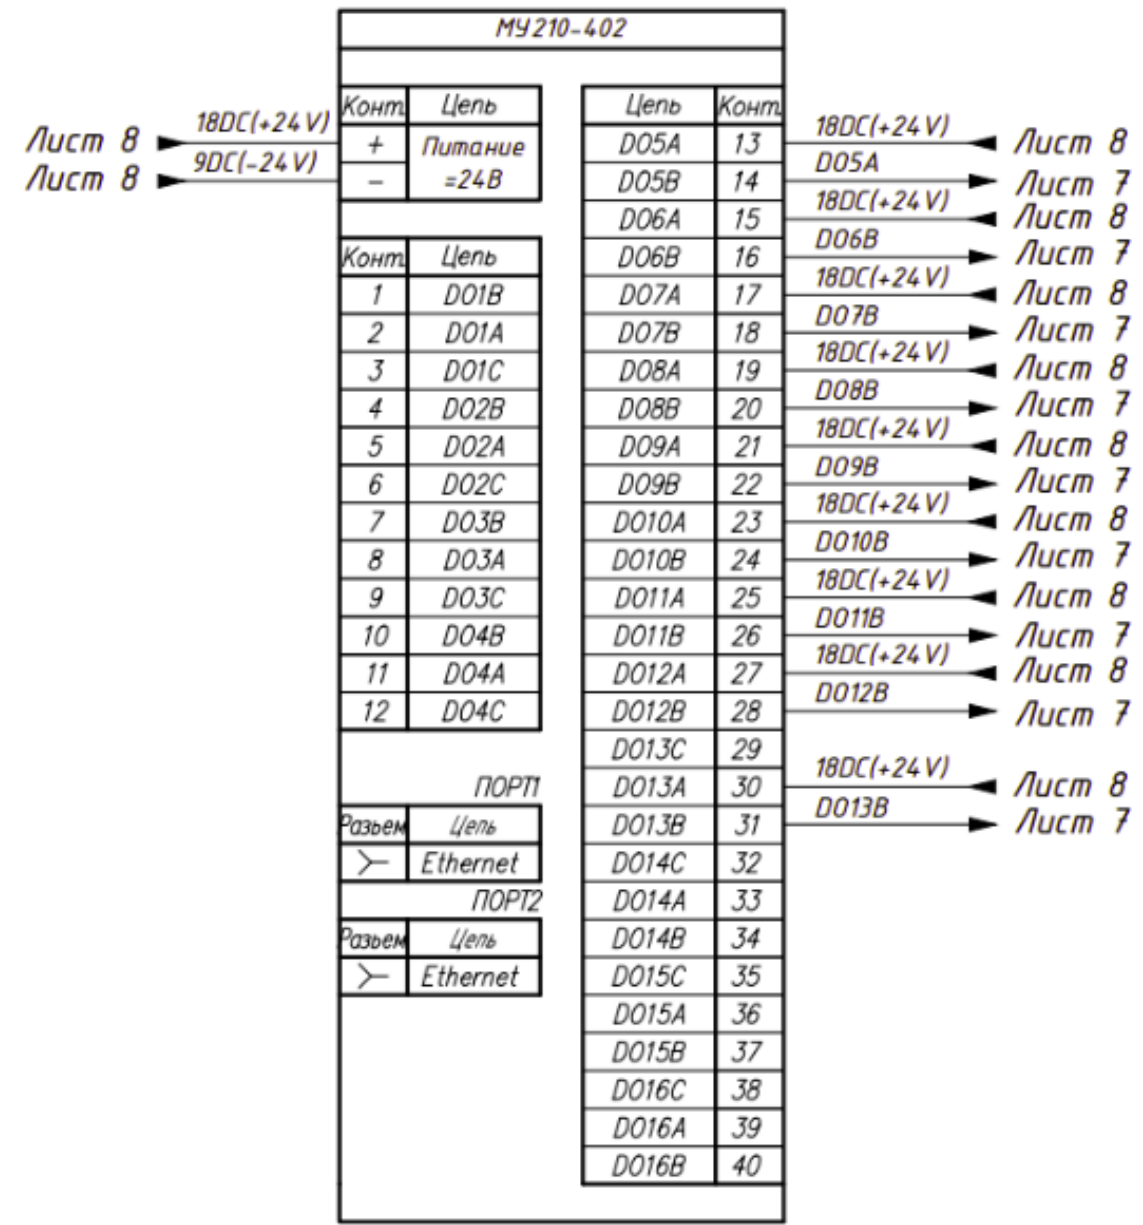 МУ210-402
Конт. Цепь
+ Питание
- =24В
18DC(+24V)
Лист 8
9DC(-24V)
Лист 8
Конт. Цепь
1 DO1B
2 DO1A
3 DO1C
4 DO2B
5 DO2A
6 DO2C
7 DO3B
8 DO3A
9 DO3C
10 DO4B
11 DO4A
12 DO4C
ПОРТ1
Разъем Цепь
Ethernet
ПОРТ2
Разъем Цепь
Ethernet
Цепь Конт.
DO5A 13 18DC(+24V) Лист 8
DO5B 14 DO5A Лист 7
DO6A 15 18DC(+24V) Лист 8
DO6B 16 DO6B Лист 7
DO7A 17 18DC(+24V) Лист 8
DO7B 18 DO7B Лист 7
DO8A 19 18DC(+24V) Лист 8
DO8B 20 DO8B Лист 7
DO9A 21 18DC(+24V) Лист 8
DO9B 22 DO9B Лист 7
DO10A 23 18DC(+24V) Лист 8
DO10B 24 DO10B Лист 7
DO11A 25 18DC(+24V) Лист 8
DO11B 26 DO11B Лист 7
DO12A 27 18DC(+24V) Лист 8
DO12B 28 DO12B Лист 7
DO13C 29
DO13A 30 18DC(+24V) Лист 8
DO13B 31 DO13B Лист 7
DO14C 32
DO14A 33
DO14B 34
DO15C 35
DO15A 36
DO15B 37
DO16C 38
DO16A 39
DO16B 40